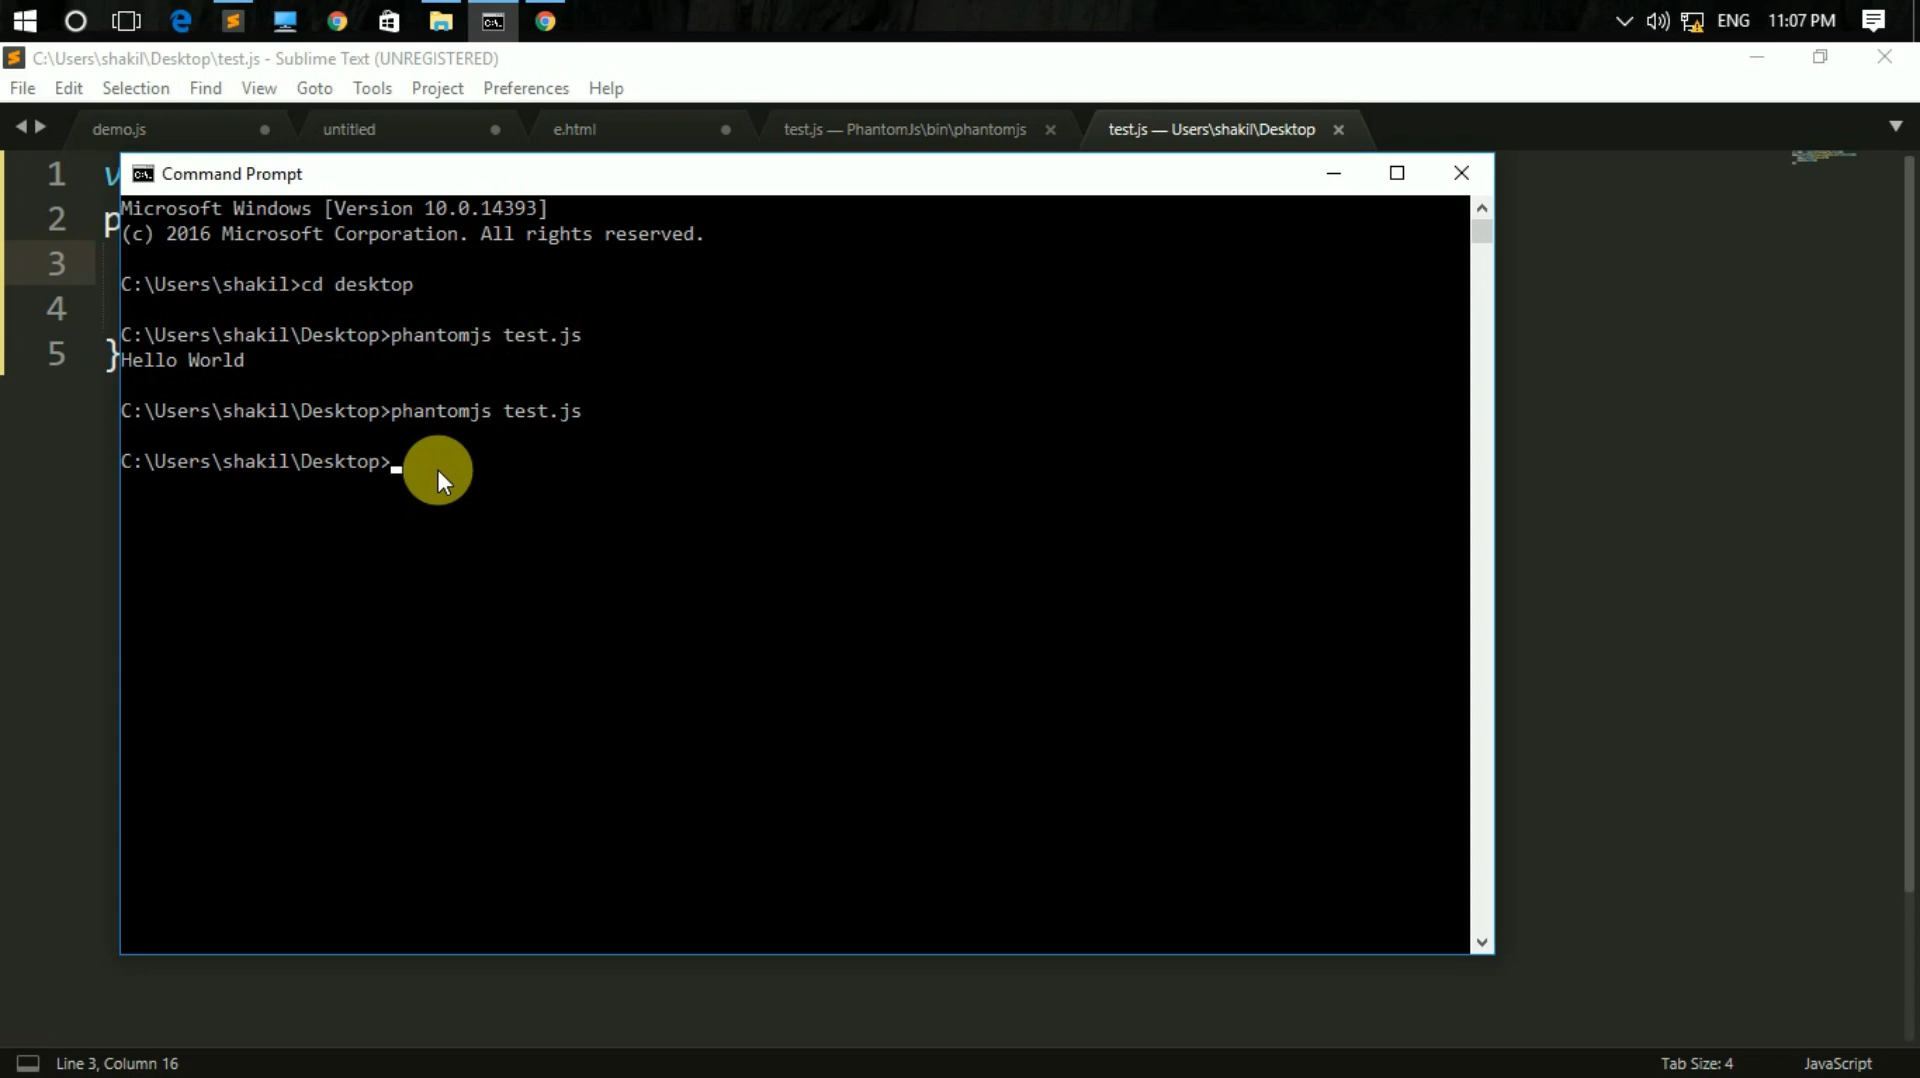 ENG 11:07 PM
C:\Users\shakil\Desktop\test.js - Sublime Text (UNREGISTERED)
File Edit Selection Find View Goto Tools Project Preferences Help
demo.js untitled e.html test.js — PhantomJs\bin\phantomjs test.js — Users\shakil\Desktop
1 v
Command Prompt
Microsoft Windows [Version 10.0.14393]
2 p
(c) 2016 Microsoft Corporation. All rights reserved.
3
C:\Users\shakil>cd desktop
4
C:\Users\shakil\Desktop>phantomjs test.js
5 }
Hello World
C:\Users\shakil\Desktop>phantomjs test.js
C:\Users\shakil\Desktop>
Line 3, Column 16 Tab Size: 4 JavaScript